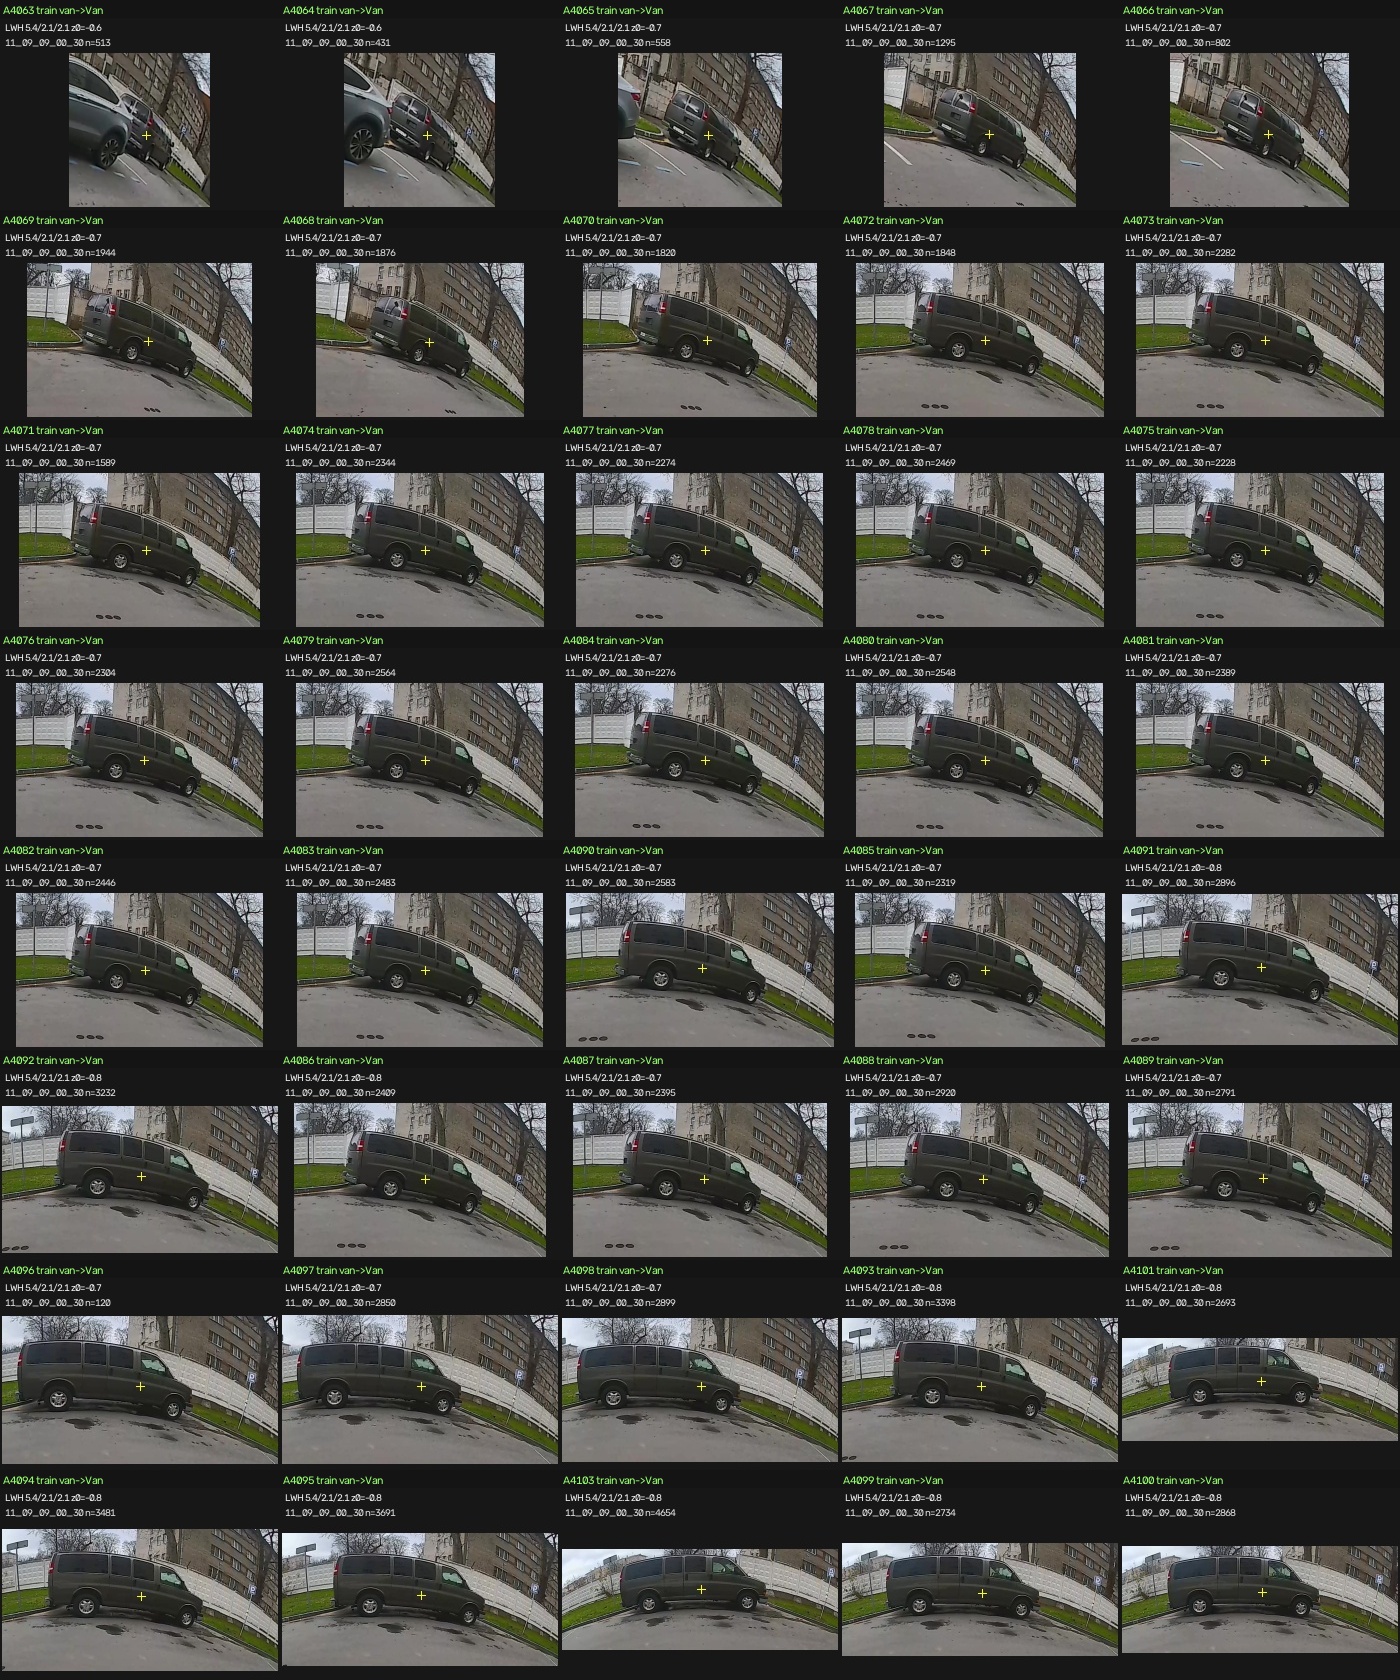 A4063 train van->Van
LWH 5.4/2.1/2.1 z0=-0.6
11_09_09_00_30 n=513
A4064 train van->Van
LWH 5.4/2.1/2.1 z0=-0.6
11_09_09_00_30 n=431
A4065 train van->Van
LWH 5.4/2.1/2.1 z0=-0.7
11_09_09_00_30 n=558
A4067 train van->Van
LWH 5.4/2.1/2.1 z0=-0.7
11_09_09_00_30 n=1295
A4066 train van->Van
LWH 5.4/2.1/2.1 z0=-0.7
11_09_09_00_30 n=802
A4069 train van->Van
LWH 5.4/2.1/2.1 z0=-0.7
11_09_09_00_30 n=1944
A4068 train van->Van
LWH 5.4/2.1/2.1 z0=-0.7
11_09_09_00_30 n=1876
A4070 train van->Van
LWH 5.4/2.1/2.1 z0=-0.7
11_09_09_00_30 n=1820
A4072 train van->Van
LWH 5.4/2.1/2.1 z0=-0.7
11_09_09_00_30 n=1848
A4073 train van->Van
LWH 5.4/2.1/2.1 z0=-0.7
11_09_09_00_30 n=2282
A4071 train van->Van
LWH 5.4/2.1/2.1 z0=-0.7
11_09_09_00_30 n=1589
A4074 train van->Van
LWH 5.4/2.1/2.1 z0=-0.7
11_09_09_00_30 n=2344
A4077 train van->Van
LWH 5.4/2.1/2.1 z0=-0.7
11_09_09_00_30 n=2274
A4078 train van->Van
LWH 5.4/2.1/2.1 z0=-0.7
11_09_09_00_30 n=2469
A4075 train van->Van
LWH 5.4/2.1/2.1 z0=-0.7
11_09_09_00_30 n=2228
A4076 train van->Van
LWH 5.4/2.1/2.1 z0=-0.7
11_09_09_00_30 n=2304
A4079 train van->Van
LWH 5.4/2.1/2.1 z0=-0.7
11_09_09_00_30 n=2564
A4084 train van->Van
LWH 5.4/2.1/2.1 z0=-0.7
11_09_09_00_30 n=2276
A4080 train van->Van
LWH 5.4/2.1/2.1 z0=-0.7
11_09_09_00_30 n=2548
A4081 train van->Van
LWH 5.4/2.1/2.1 z0=-0.7
11_09_09_00_30 n=2389
A4082 train van->Van
LWH 5.4/2.1/2.1 z0=-0.7
11_09_09_00_30 n=2446
A4083 train van->Van
LWH 5.4/2.1/2.1 z0=-0.7
11_09_09_00_30 n=2483
A4090 train van->Van
LWH 5.4/2.1/2.1 z0=-0.7
11_09_09_00_30 n=2583
A4085 train van->Van
LWH 5.4/2.1/2.1 z0=-0.7
11_09_09_00_30 n=2319
A4091 train van->Van
LWH 5.4/2.1/2.1 z0=-0.8
11_09_09_00_30 n=2896
A4092 train van->Van
LWH 5.4/2.1/2.1 z0=-0.8
11_09_09_00_30 n=3232
A4086 train van->Van
LWH 5.4/2.1/2.1 z0=-0.8
11_09_09_00_30 n=2409
A4087 train van->Van
LWH 5.4/2.1/2.1 z0=-0.7
11_09_09_00_30 n=2395
A4088 train van->Van
LWH 5.4/2.1/2.1 z0=-0.7
11_09_09_00_30 n=2920
A4089 train van->Van
LWH 5.4/2.1/2.1 z0=-0.7
11_09_09_00_30 n=2791
A4096 train van->Van
LWH 5.4/2.1/2.1 z0=-0.7
11_09_09_00_30 n=120
A4097 train van->Van
LWH 5.4/2.1/2.1 z0=-0.7
11_09_09_00_30 n=2850
A4098 train van->Van
LWH 5.4/2.1/2.1 z0=-0.7
11_09_09_00_30 n=2899
A4093 train van->Van
LWH 5.4/2.1/2.1 z0=-0.8
11_09_09_00_30 n=3398
A4101 train van->Van
LWH 5.4/2.1/2.1 z0=-0.8
11_09_09_00_30 n=2693
A4094 train van->Van
LWH 5.4/2.1/2.1 z0=-0.8
11_09_09_00_30 n=3481
A4095 train van->Van
LWH 5.4/2.1/2.1 z0=-0.8
11_09_09_00_30 n=3691
A4103 train van->Van
LWH 5.4/2.1/2.1 z0=-0.8
11_09_09_00_30 n=4654
A4099 train van->Van
LWH 5.4/2.1/2.1 z0=-0.8
11_09_09_00_30 n=2734
A4100 train van->Van
LWH 5.4/2.1/2.1 z0=-0.8
11_09_09_00_30 n=2868